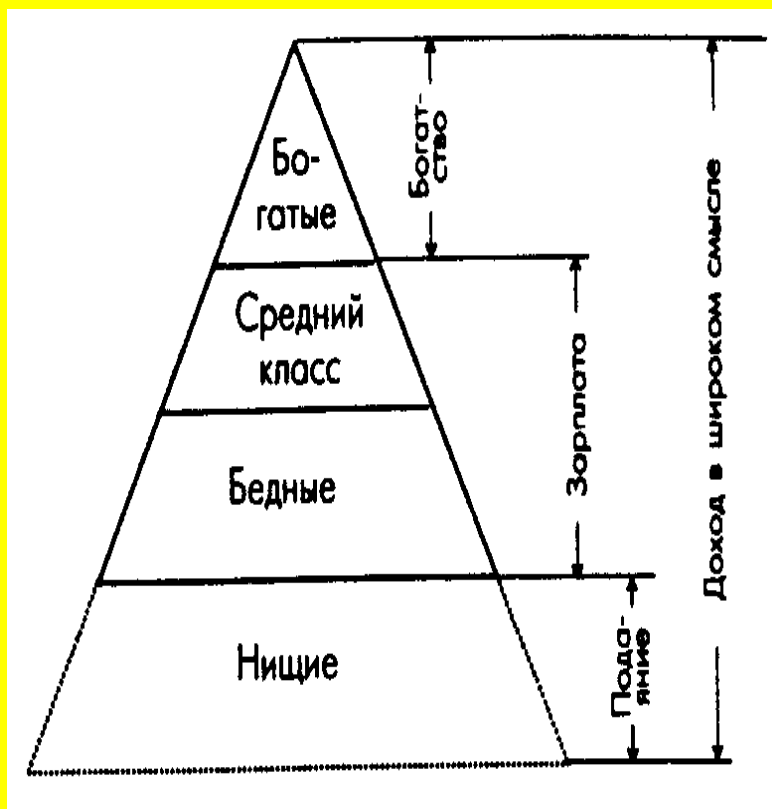 Бо-
гатые
Средний
класс
Бедные
Нищие
Богат-
ство
Зарплата
Пода-
яние
Доход в широком смысле